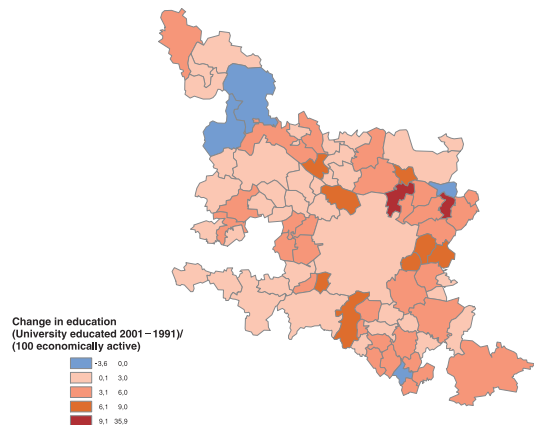 Change in education
(University educated 2001–1991)/
(100 economically active)
-3,6 0,0
0,1 3,0
3,1 6,0
6,1 9,0
9,1 35,9